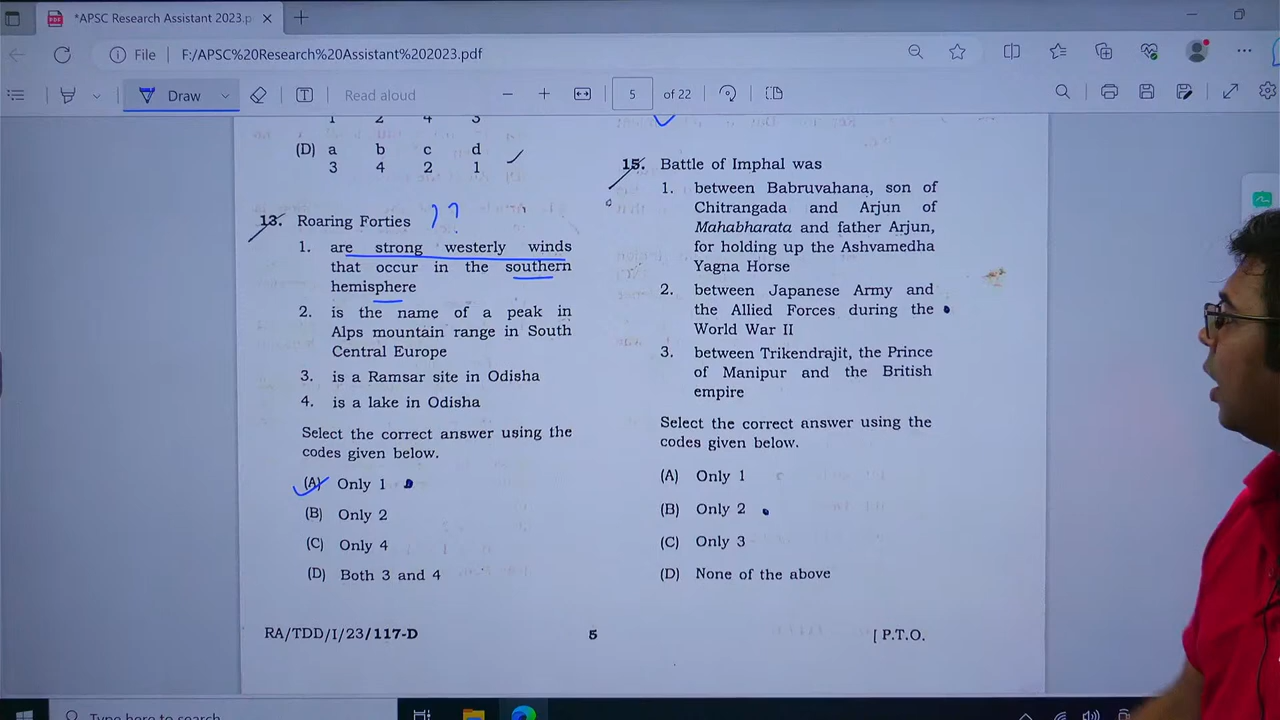 *APSC Research Assistant 2023.p
File
F:/APSC%20Research%20Assistant%202023.pdf
Draw
Read aloud
5
of 22
1 2 4 3
(D) a b c d
3 4 2 1
13. Roaring Forties
1. are strong westerly winds
that occur in the southern
hemisphere
2. is the name of a peak in
Alps mountain range in South
Central Europe
3. is a Ramsar site in Odisha
4. is a lake in Odisha
Select the correct answer using the
codes given below.
(A) Only 1
(B) Only 2
(C) Only 4
(D) Both 3 and 4
15. Battle of Imphal was
1. between Babruvahana, son of
Chitrangada and Arjun of
Mahabharata and father Arjun,
for holding up the Ashvamedha
Yagna Horse
2. between Japanese Army and
the Allied Forces during the
World War II
3. between Trikendrajit, the Prince
of Manipur and the British
empire
Select the correct answer using the
codes given below.
(A) Only 1
(B) Only 2
(C) Only 3
(D) None of the above
RA/TDD/I/23/117-D
5
[ P.T.O.
Type here to search